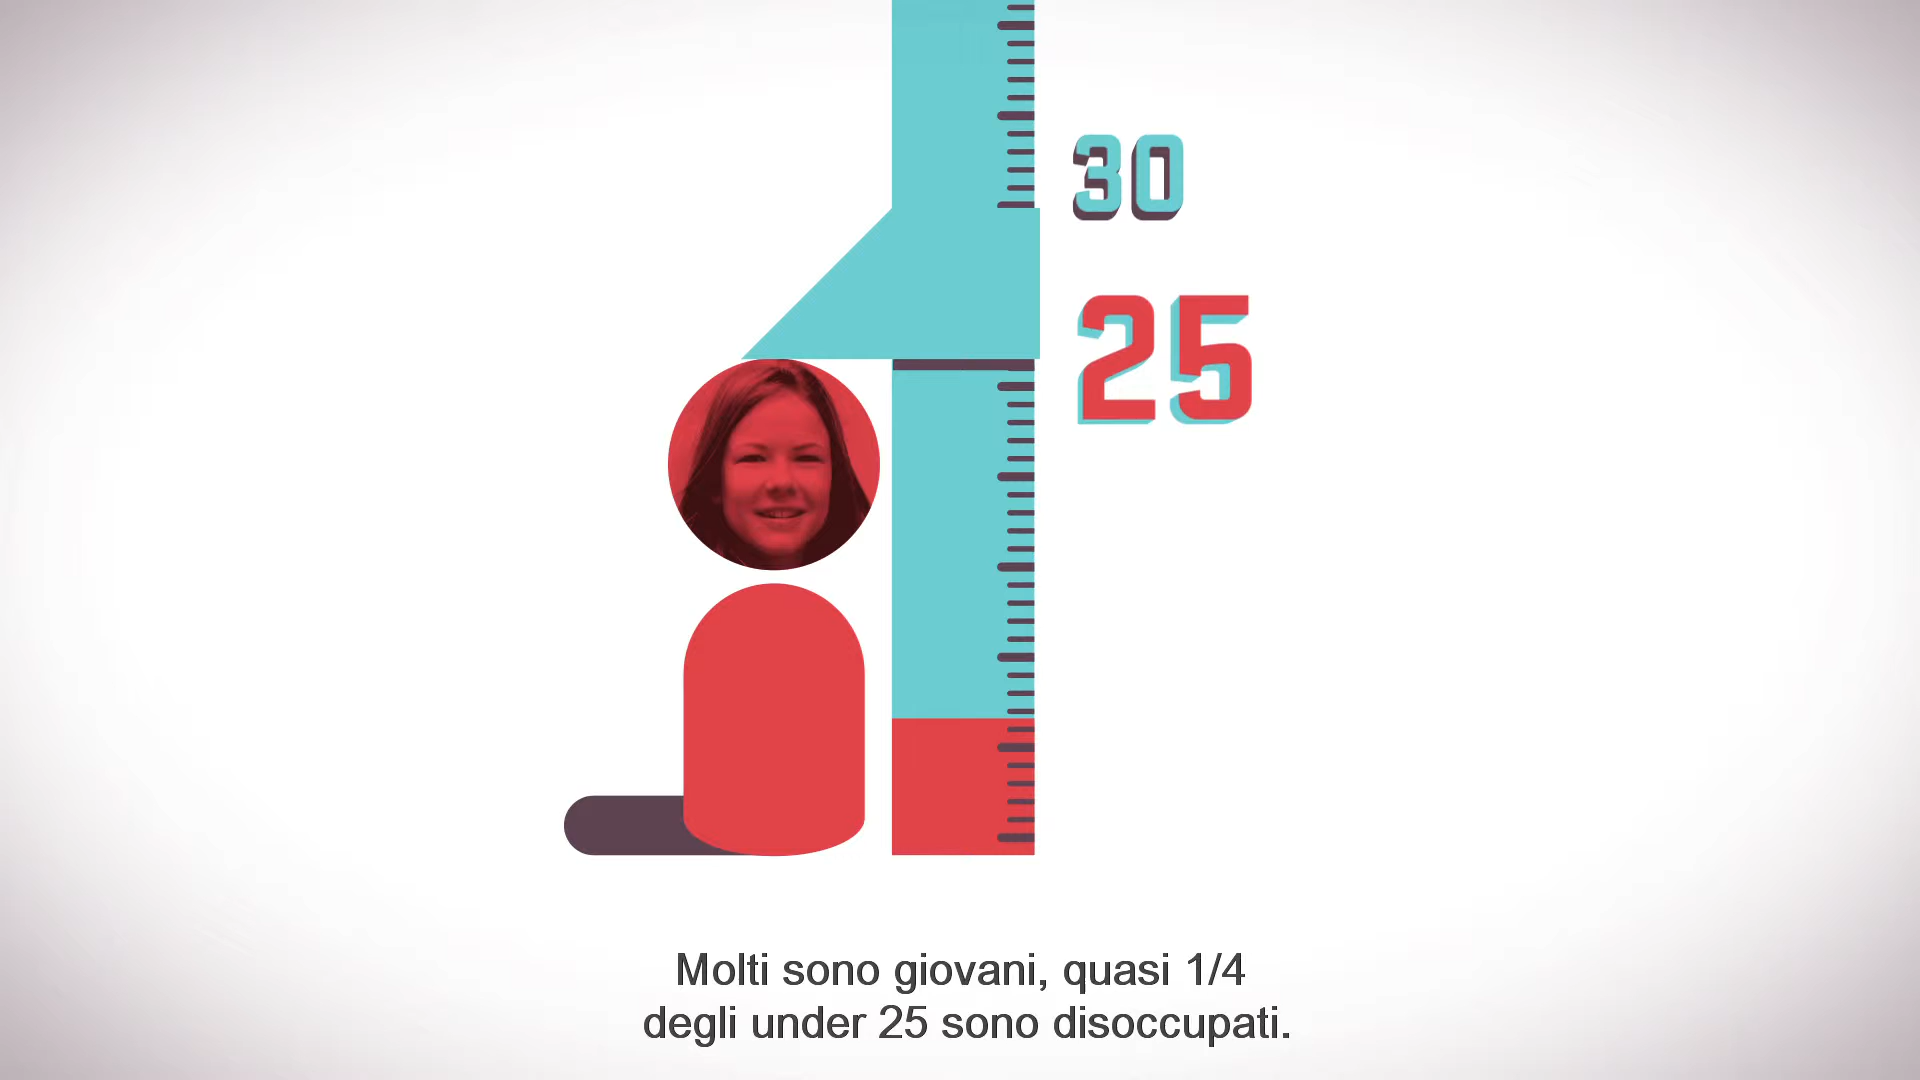 30
25
Molti sono giovani, quasi 1/4
degli under 25 sono disoccupati.